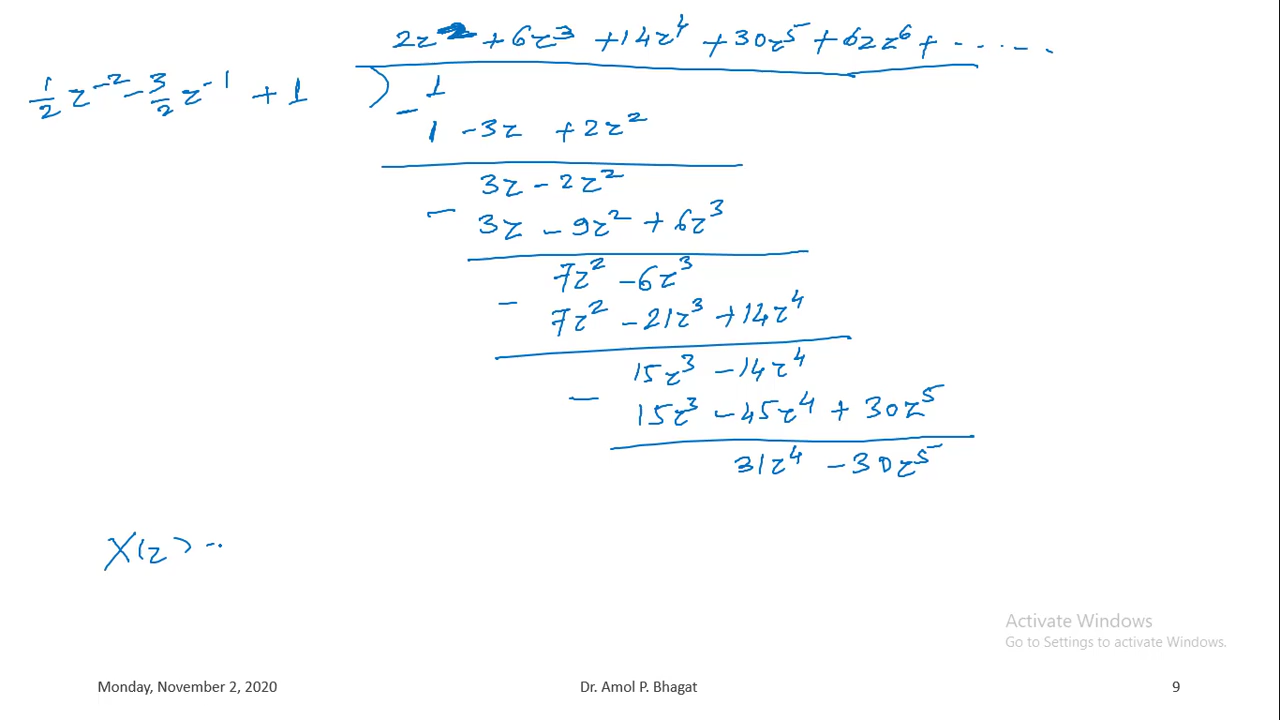 2z² + 6z³ + 14z⁴ + 30z⁵ + 62z⁶ + ......
½ z⁻² - 3/2 z⁻¹ + 1 ) 1
- 1 - 3z + 2z²
3z - 2z²
- 3z - 9z² + 6z³
7z² - 6z³
- 7z² - 21z³ + 14z⁴
15z³ - 14z⁴
- 15z³ - 45z⁴ + 30z⁵
31z⁴ - 30z⁵
X(z) -
Activate Windows
Go to Settings to activate Windows.
Monday, November 2, 2020 Dr. Amol P. Bhagat 9